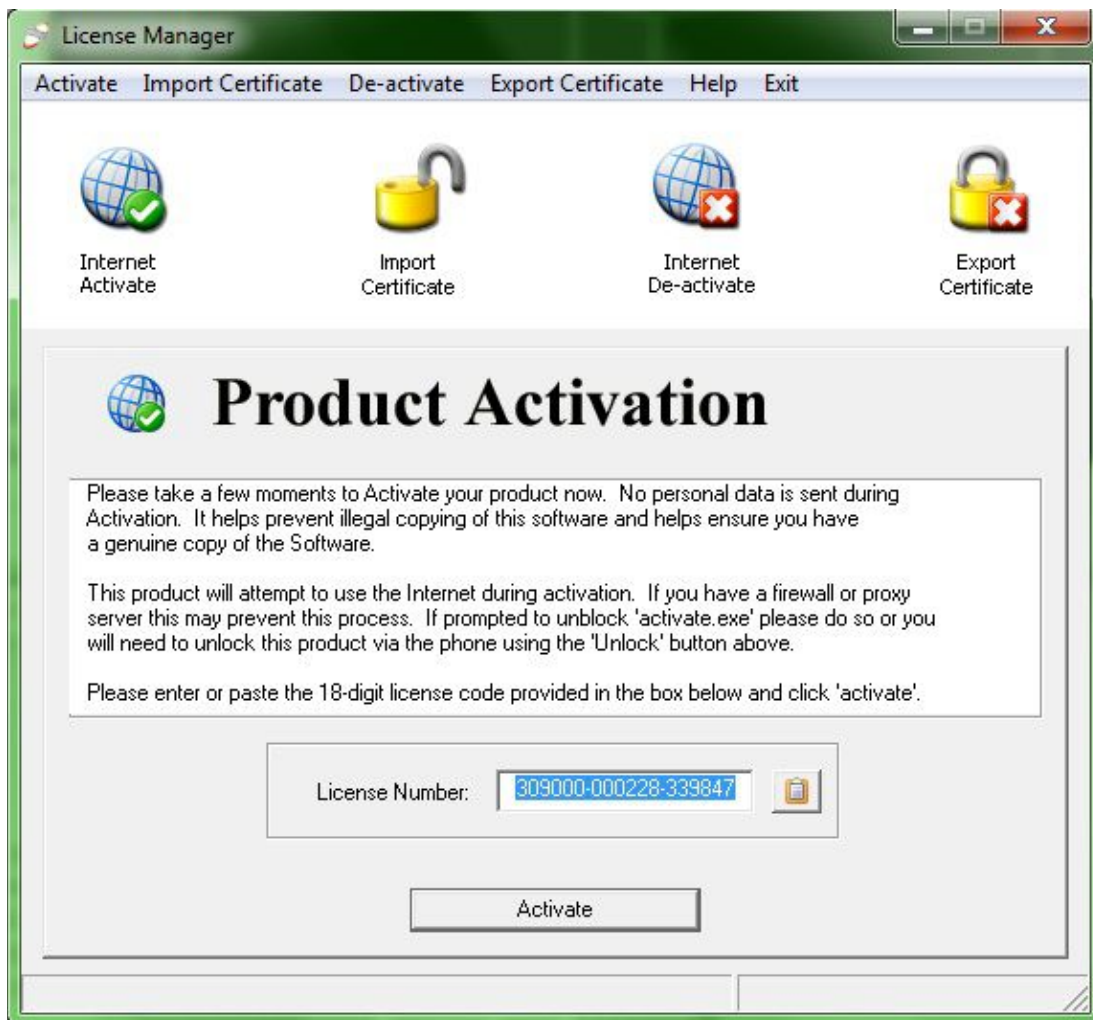 License Manager
Activate Import Certificate De-activate Export Certificate Help Exit
Internet
Activate
Import
Certificate
Internet
De-activate
Export
Certificate
Product Activation
Please take a few moments to Activate your product now. No personal data is sent during
Activation. It helps prevent illegal copying of this software and helps ensure you have
a genuine copy of the Software.
This product will attempt to use the Internet during activation. If you have a firewall or proxy
server this may prevent this process. If prompted to unblock 'activate.exe' please do so or you
will need to unlock this product via the phone using the 'Unlock' button above.
Please enter or paste the 18-digit license code provided in the box below and click 'activate'.
License Number: 309000-000228-339847
Activate